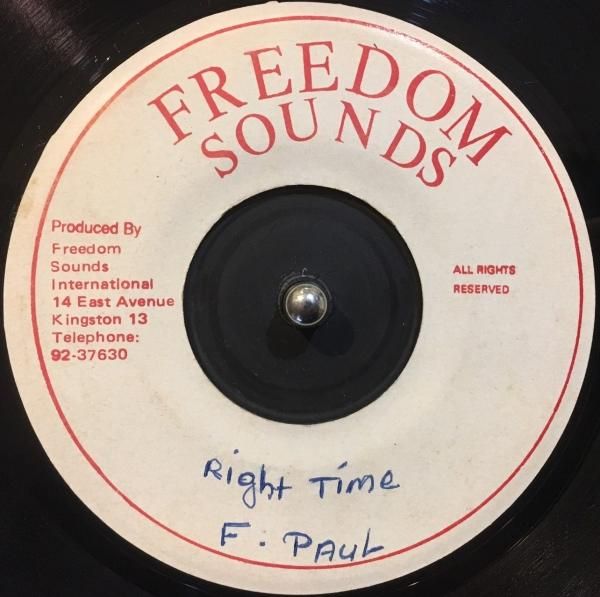 FREEDOM
SOUNDS
Produced By
Freedom
Sounds
International
14 East Avenue
Kingston 13
Telephone:
92-37630
ALL RIGHTS
RESERVED
Right Time
F. PAUL